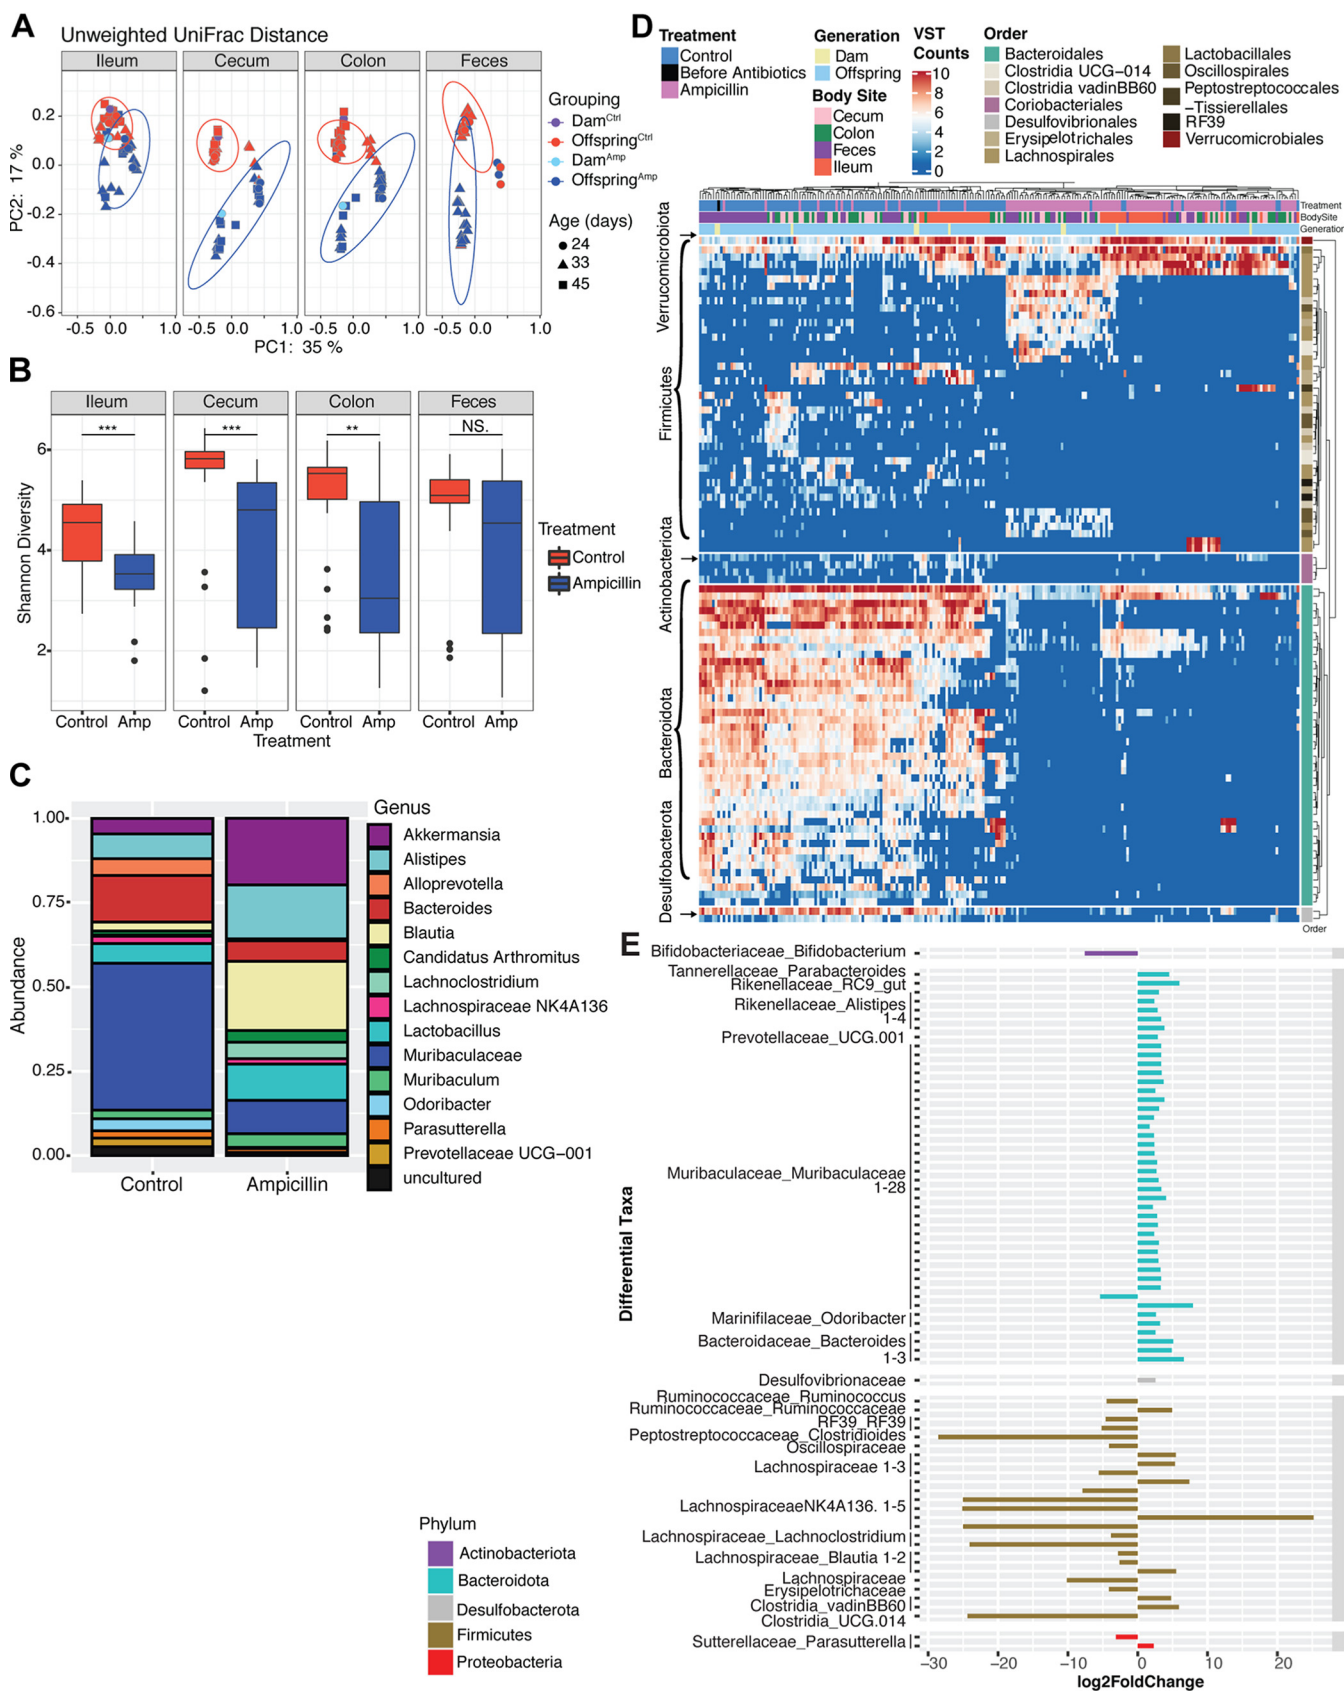 A
Unweighted UniFrac Distance
Ileum
Cecum
Colon
Feces
0.2
0.0
-0.2
-0.4
-0.6
PC2: 17 %
-0.5 0.0 1.0
-0.5 0.0 1.0
-0.5 0.0 1.0
-0.5 0.0 1.0
PC1: 35 %
Grouping
Dam^Ctrl
Offspring^Ctrl
Dam^Amp
Offspring^Amp
Age (days)
24
33
45
B
Ileum
Cecum
Colon
Feces
***
***
**
NS.
6
4
2
Shannon Diversity
Control Amp
Control Amp
Control Amp
Control Amp
Treatment
Treatment
Control
Ampicillin
C
1.00
0.75
0.50
0.25
0.00
Abundance
Control
Ampicillin
Genus
Akkermansia
Alistipes
Alloprevotella
Bacteroides
Blautia
Candidatus Arthromitus
Lachnoclostridium
Lachnospiraceae NK4A136
Lactobacillus
Muribaculaceae
Muribaculum
Odoribacter
Parasutterella
Prevotellaceae UCG−001
uncultured
D
Treatment
Control
Before Antibiotics
Ampicillin
Generation
Dam
Offspring
Body Site
Cecum
Colon
Feces
Ileum
VST
Counts
10
8
6
4
2
0
Order
Bacteroidales
Clostridia UCG-014
Clostridia vadinBB60
Coriobacteriales
Desulfovibrionales
Erysipelotrichales
Lachnospirales
Lactobacillales
Oscillospirales
Peptostreptococcales
-Tissierellales
RF39
Verrucomicrobiales
Treatment
BodySite
Generation
Verrucomicrobiota
Firmicutes
Actinobacteriota
Bacteroidota
Desulfobacterota
Order
E
Bifidobacteriaceae_Bifidobacterium
Tannerellaceae_Parabacteroides
Rikenellaceae_RC9_gut
Rikenellaceae_Alistipes
1-4
Prevotellaceae_UCG.001
Muribaculaceae_Muribaculaceae
1-28
Marinifilaceae_Odoribacter
Bacteroidaceae_Bacteroides
1-3
Desulfovibrionaceae
Ruminococcaceae_Ruminococcus
Ruminococcaceae_Ruminococcaceae
RF39_RF39
Peptostreptococcaceae_Clostridioides
Oscillospiraceae
Lachnospiraceae 1-3
LachnospiraceaeNK4A136. 1-5
Lachnospiraceae_Lachnoclostridium
Lachnospiraceae_Blautia 1-2
Lachnospiraceae
Erysipelotrichaceae
Clostridia_vadinBB60
Clostridia_UCG.014
Sutterellaceae_Parasutterella
Differential Taxa
−30 −20 −10 0 10 20
log2FoldChange
Phylum
Actinobacteriota
Bacteroidota
Desulfobacterota
Firmicutes
Proteobacteria